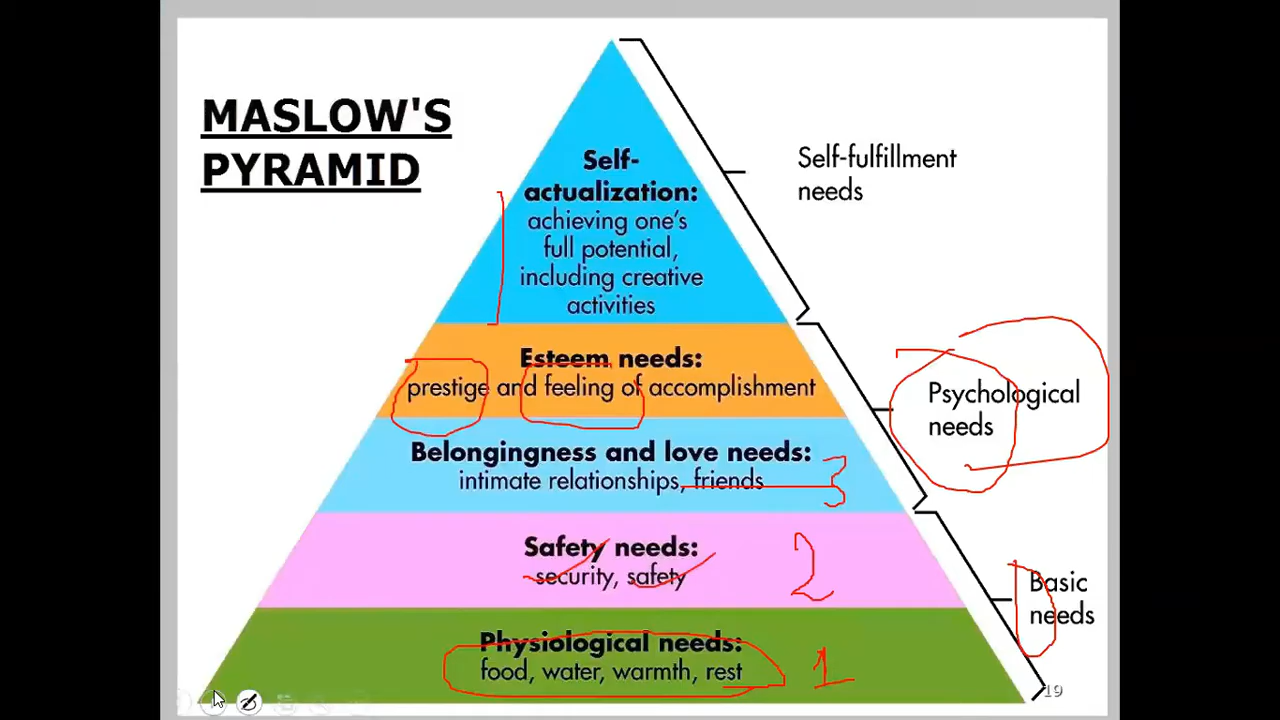 MASLOW'S
PYRAMID
Self-
actualization:
achieving one's
full potential,
including creative
activities
Self-fulfillment
needs
Esteem needs:
prestige and feeling of accomplishment
Psychological
needs
Belongingness and love needs:
intimate relationships, friends
3
Safety needs:
security, safety
2
Basic
needs
Physiological needs:
food, water, warmth, rest
1
19